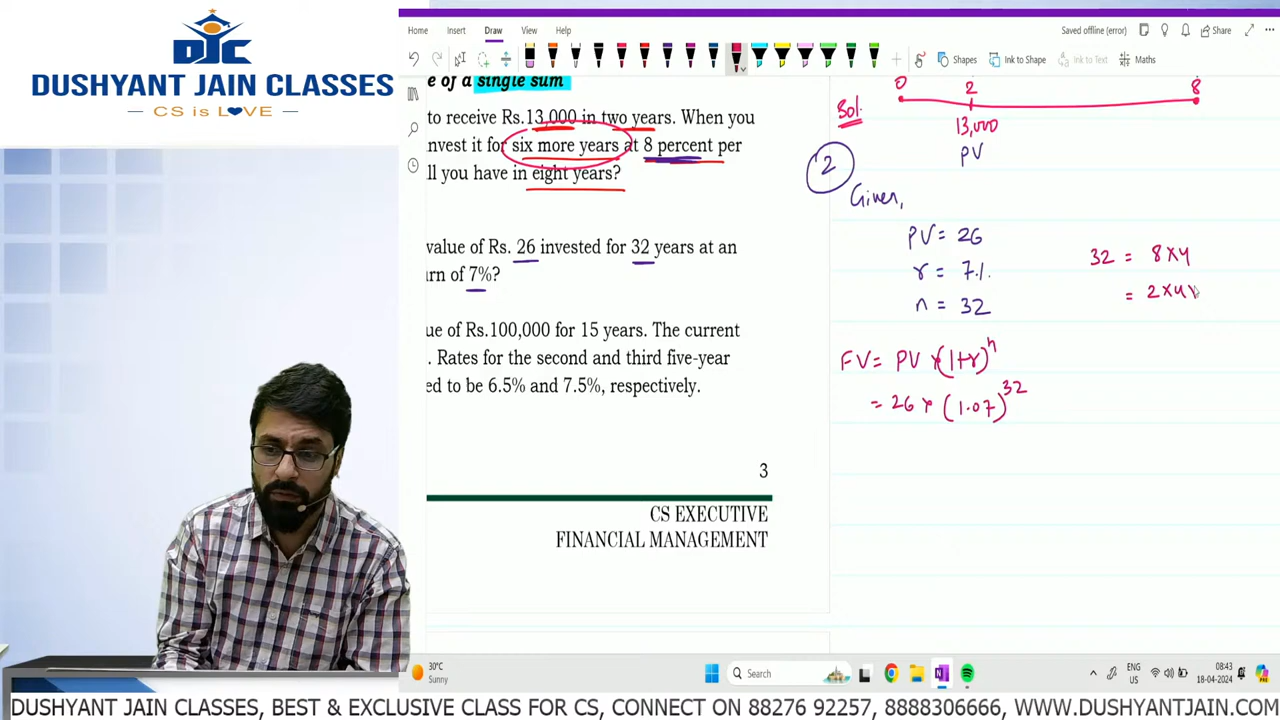 DJC
DUSHYANT JAIN CLASSES
CS is LOVE
Home Insert Draw View Help
Saved offline (error)
Share
Shapes
Ink to Shape
Ink to Text
Maths
e of a single sum
to receive Rs.13,000 in two years. When you
nvest it for six more years at 8 percent per
ll you have in eight years?
value of Rs. 26 invested for 32 years at an
urn of 7%?
ue of Rs.100,000 for 15 years. The current
. Rates for the second and third five-year
ed to be 6.5% and 7.5%, respectively.
3
CS EXECUTIVE
FINANCIAL MANAGEMENT
0 2 8
Sol.
13,000
PV
2
Given,
PV = 26
r = 7%
n = 32
32 = 8×4
= 2×4×
FV = PV × (1+r)^n
= 26 × (1.07)^32
30°C
Sunny
Search
ENG
US
08:43
18-04-2024
DUSHYANT JAIN CLASSES, BEST & EXCLUSIVE CLASS FOR CS, CONNECT ON 88276 92257, 8888306666, WWW.DUSHYANTJAIN.COM